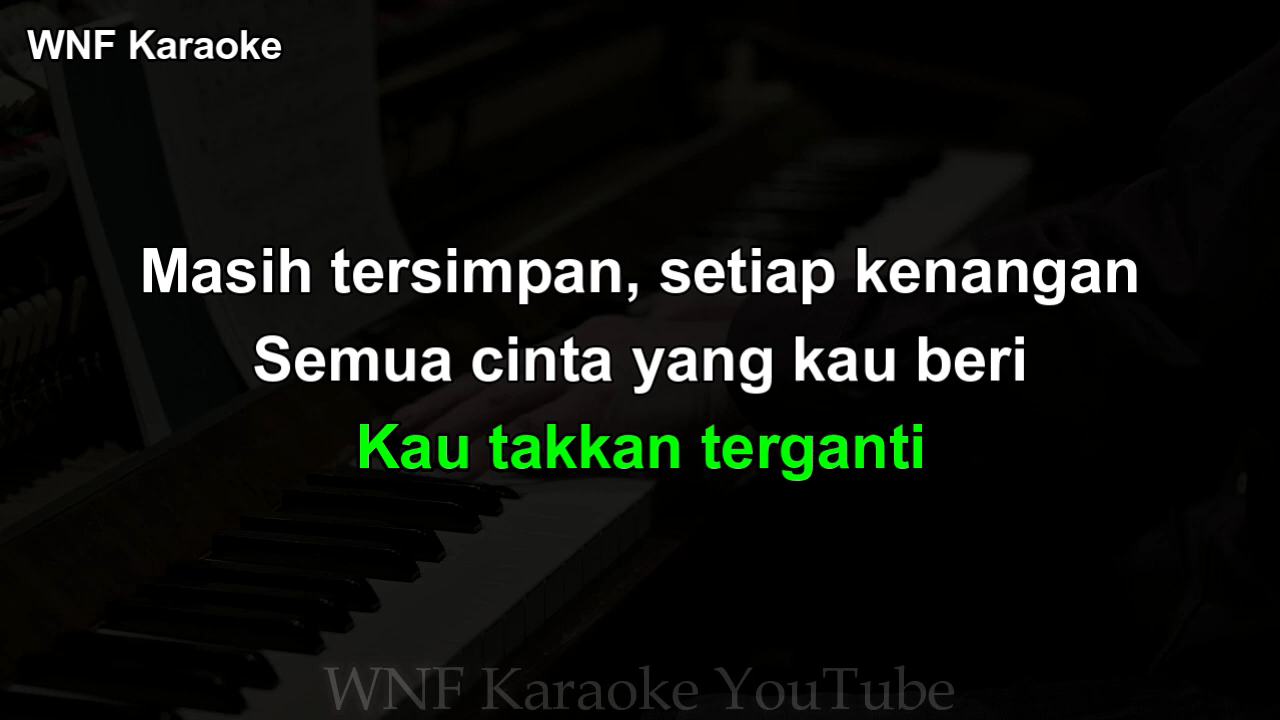 WNF Karaoke
Masih tersimpan, setiap kenangan
Semua cinta yang kau beri
Kau takkan terganti
WNF Karaoke YouTube